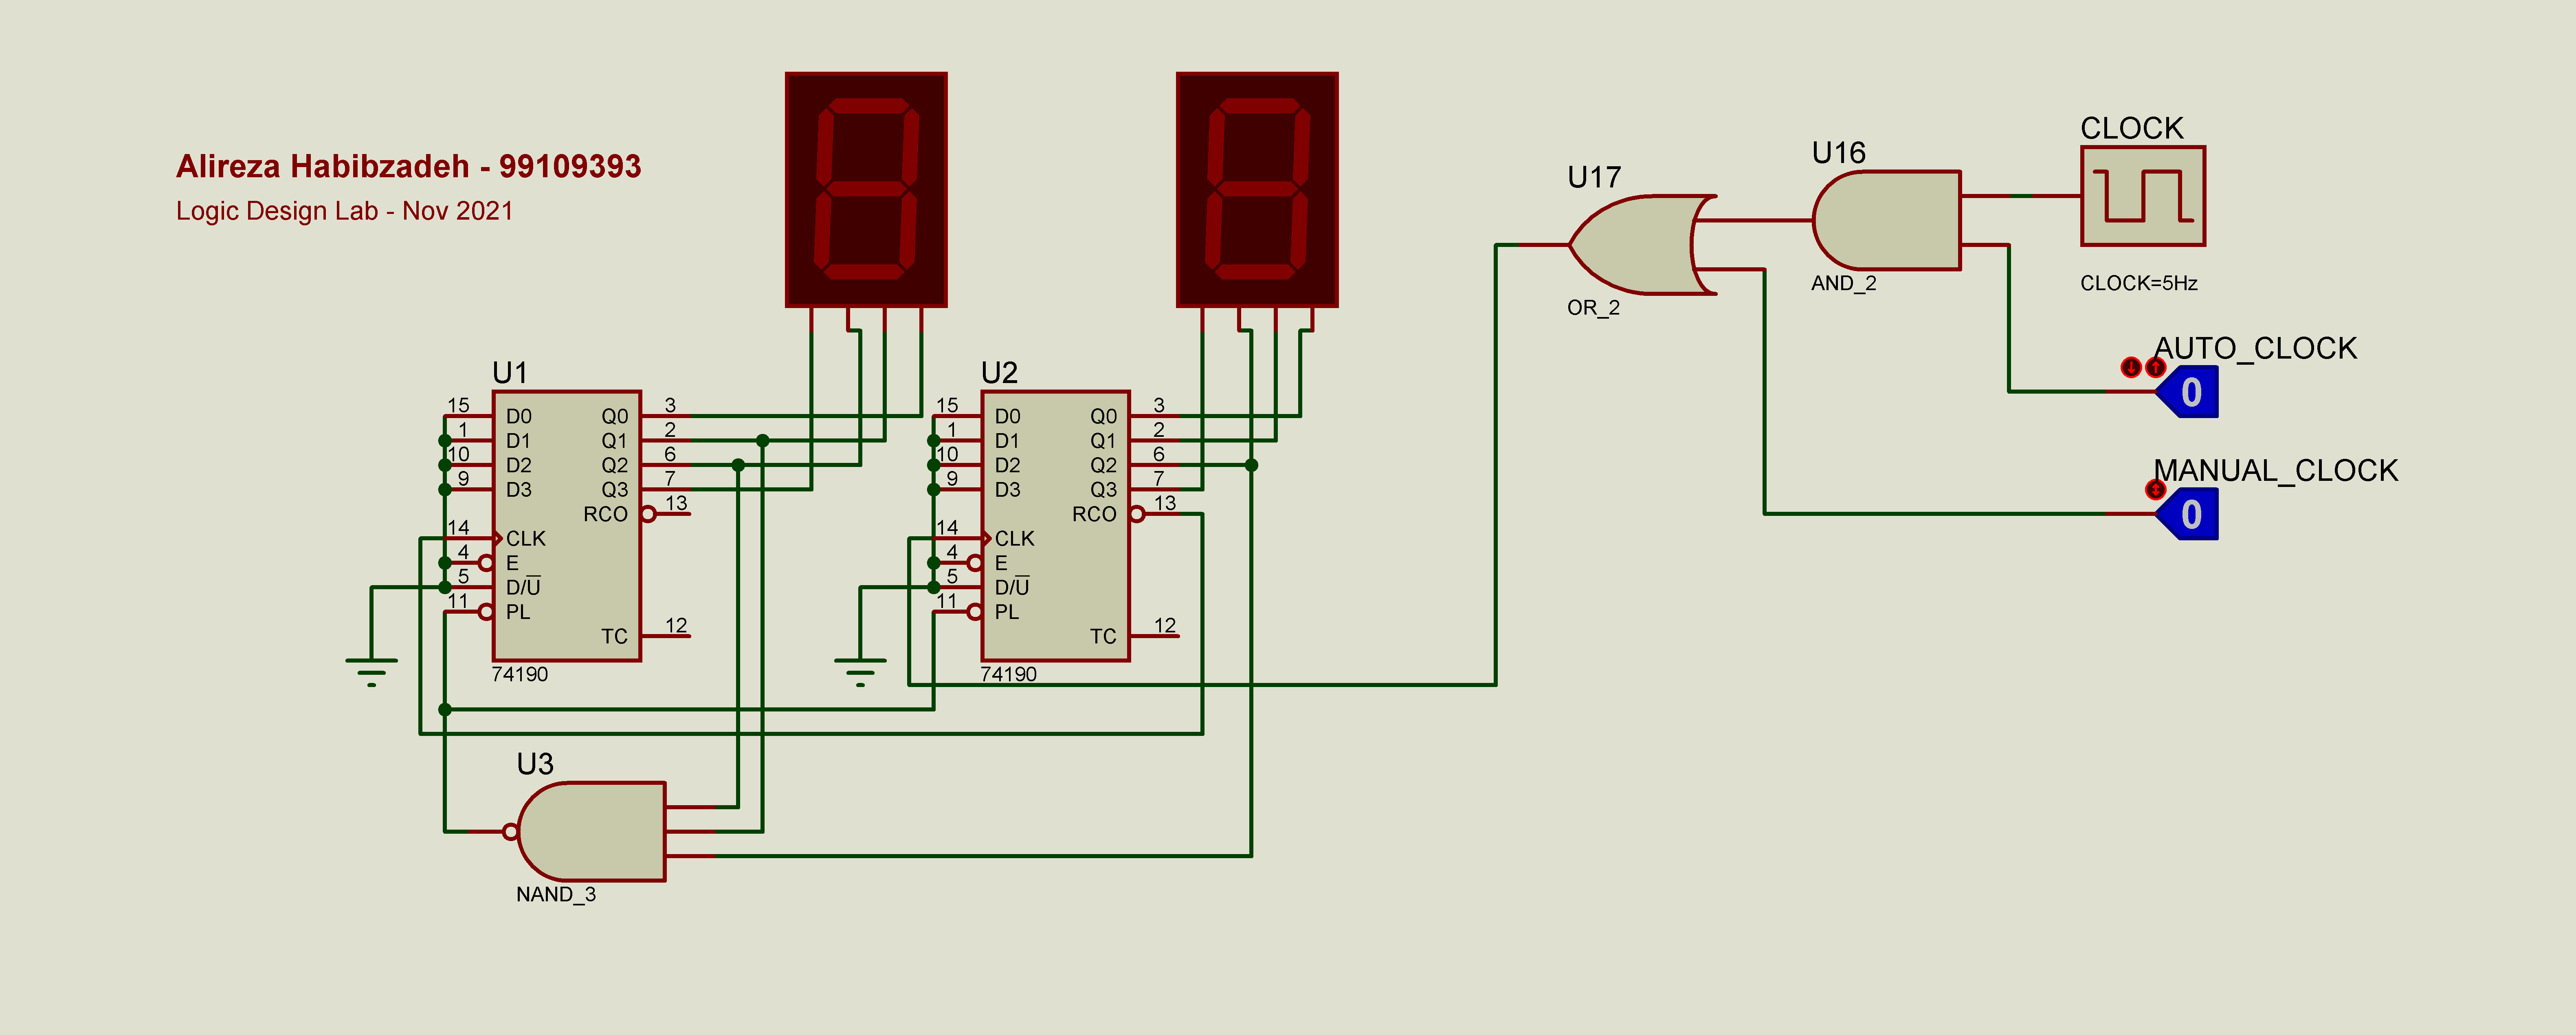 Alireza Habibzadeh - 99109393
Logic Design Lab - Nov 2021
CLOCK
CLOCK=5Hz
U16
AND_2
U17
OR_2
AUTO_CLOCK
0
MANUAL_CLOCK
0
U1
15 D0 Q0 3
1 D1 Q1 2
10 D2 Q2 6
9 D3 Q3 7
RCO 13
14 CLK
4 E
5 D/U̅
11 PL
TC 12
74190
U2
15 D0 Q0 3
1 D1 Q1 2
10 D2 Q2 6
9 D3 Q3 7
RCO 13
14 CLK
4 E
5 D/U̅
11 PL
TC 12
74190
U3
NAND_3